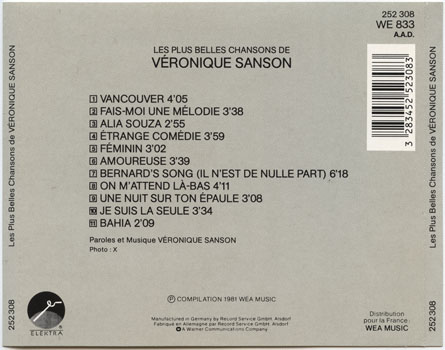 252 308
WE 833
A.A.D.
LES PLUS BELLES CHANSONS DE
VÉRONIQUE SANSON
1 VANCOUVER 4'05
2 FAIS-MOI UNE MÉLODIE 3'38
3 ALIA SOUZA 2'55
4 ÉTRANGE COMÉDIE 3'59
5 FÉMININ 3'02
6 AMOUREUSE 3'39
7 BERNARD'S SONG (IL N'EST DE NULLE PART) 6'18
8 ON M'ATTEND LÀ-BAS 4'11
9 UNE NUIT SUR TON ÉPAULE 3'08
10 JE SUIS LA SEULE 3'34
11 BAHIA 2'09
Paroles et Musique VÉRONIQUE SANSON
Photo : X
3 283452 523083
Ⓟ COMPILATION 1981 WEA MUSIC
Manufactured in Germany by Record Service GmbH, Alsdorf
Fabriqué en Allemagne par Record Service GmbH, Alsdorf
A Warner Communications Company
Distribution
pour la France:
WEA MUSIC
ELEKTRA
Les Plus Belles Chansons de VÉRONIQUE SANSON
252 308
Les Plus Belles Chansons de VÉRONIQUE SANSON
252 308